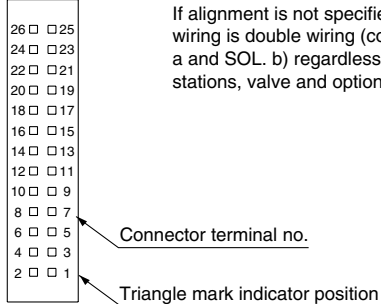 If alignment is not specifie
wiring is double wiring (co
a and SOL. b) regardless
stations, valve and option
26 25
24 23
22 21
20 19
18 17
16 15
14 13
12 11
10 9
8 7
6 5
4 3
2 1
Connector terminal no.
Triangle mark indicator position